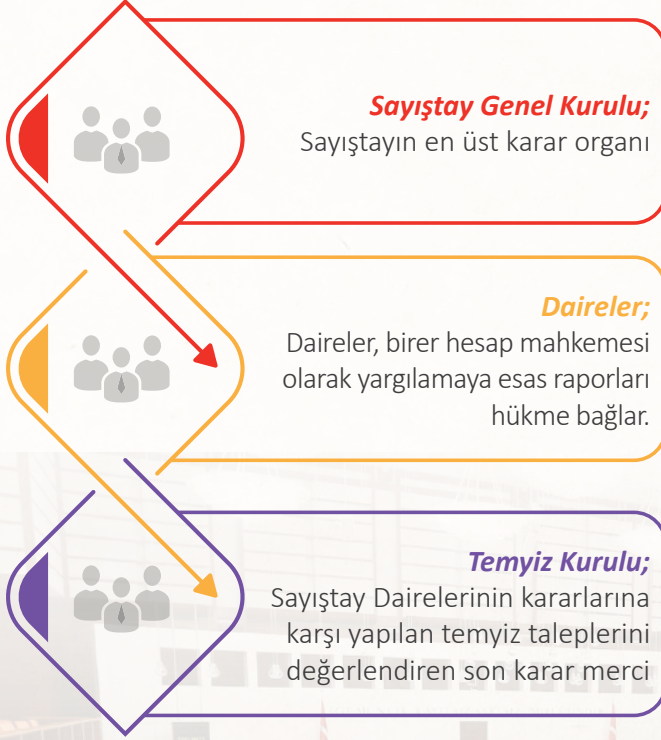 Sayıştay Genel Kurulu;
Sayıştayın en üst karar organı
Daireler;
Daireler, birer hesap mahkemesi
olarak yargılamaya esas raporları
hükme bağlar.
Temyiz Kurulu;
Sayıştay Dairelerinin kararlarına
karşı yapılan temyiz taleplerini
değerlendiren son karar merci